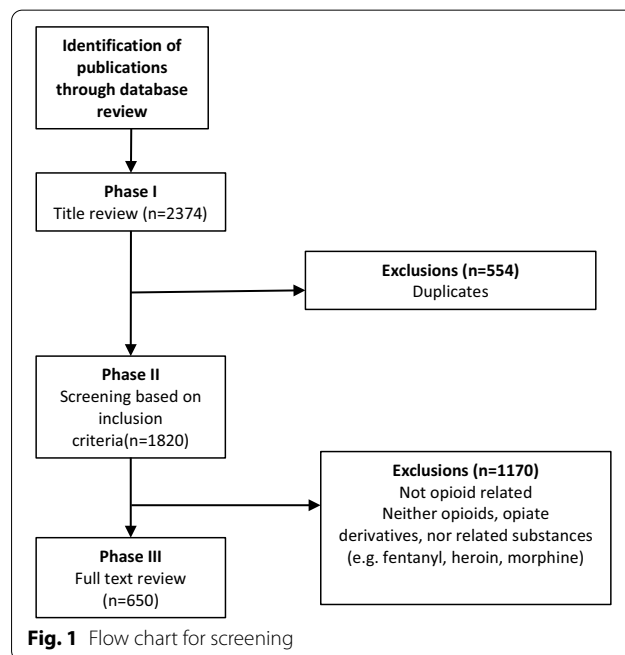 Identification of
publications
through database
review
Phase I
Title review (n=2374)
Exclusions (n=554)
Duplicates
Phase II
Screening based on
inclusion
criteria(n=1820)
Exclusions (n=1170)
Not opioid related
Neither opioids, opiate
derivatives, nor related substances
(e.g. fentanyl, heroin, morphine)
Phase III
Full text review
(n=650)
Fig. 1 Flow chart for screening